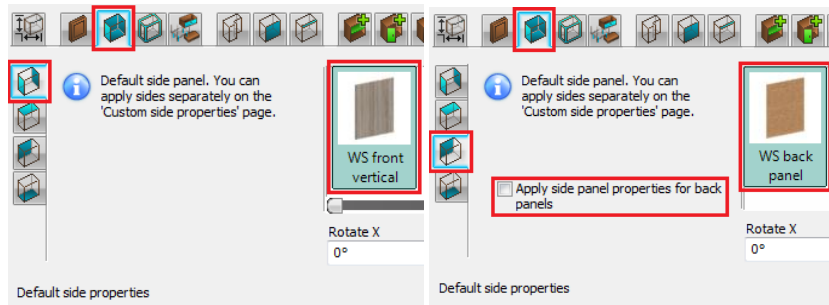 Default side panel. You can
apply sides separately on the
'Custom side properties' page.
WS front
vertical
Rotate X
0°
Default side properties
Default side panel. You can
apply sides separately on the
'Custom side properties' page.
WS back
panel
Apply side panel properties for back
panels
Rotate X
0°
Default side properties